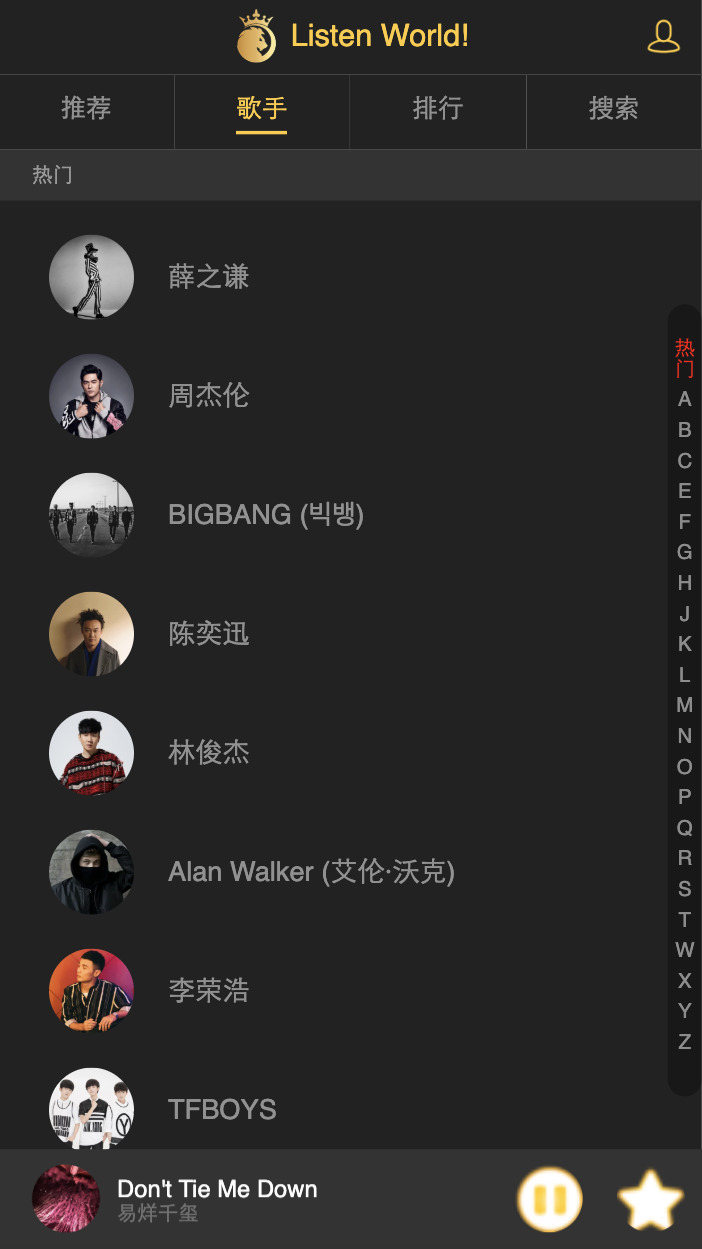 Listen World!
推荐 歌手 排行 搜索
热门
薛之谦
周杰伦
BIGBANG (빅뱅)
陈奕迅
林俊杰
Alan Walker (艾伦·沃克)
李荣浩
TFBOYS
热
门
A
B
C
E
F
G
H
J
K
L
M
N
O
P
Q
R
S
T
W
X
Y
Z
Don't Tie Me Down
易烊千玺